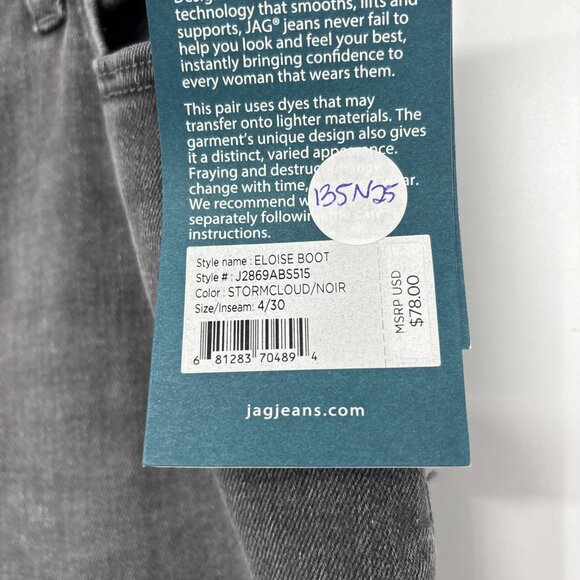 technology that smooths, lifts and
supports, JAG® jeans never fail to
help you look and feel your best,
instantly bringing confidence to
every woman that wears them.
This pair uses dyes that may
transfer onto lighter materials. The
garment's unique design also gives
it a distinct, varied
Fraying and
change with time,
We recommend
separately following the care
instructions.
135N25
Style name : ELOISE BOOT
Style # : J2869ABS515
Color : STORMCLOUD/NOIR
Size/Inseam: 4/30
MSRP USD
$78.00
6 81283 70489 4
jagjeans.com